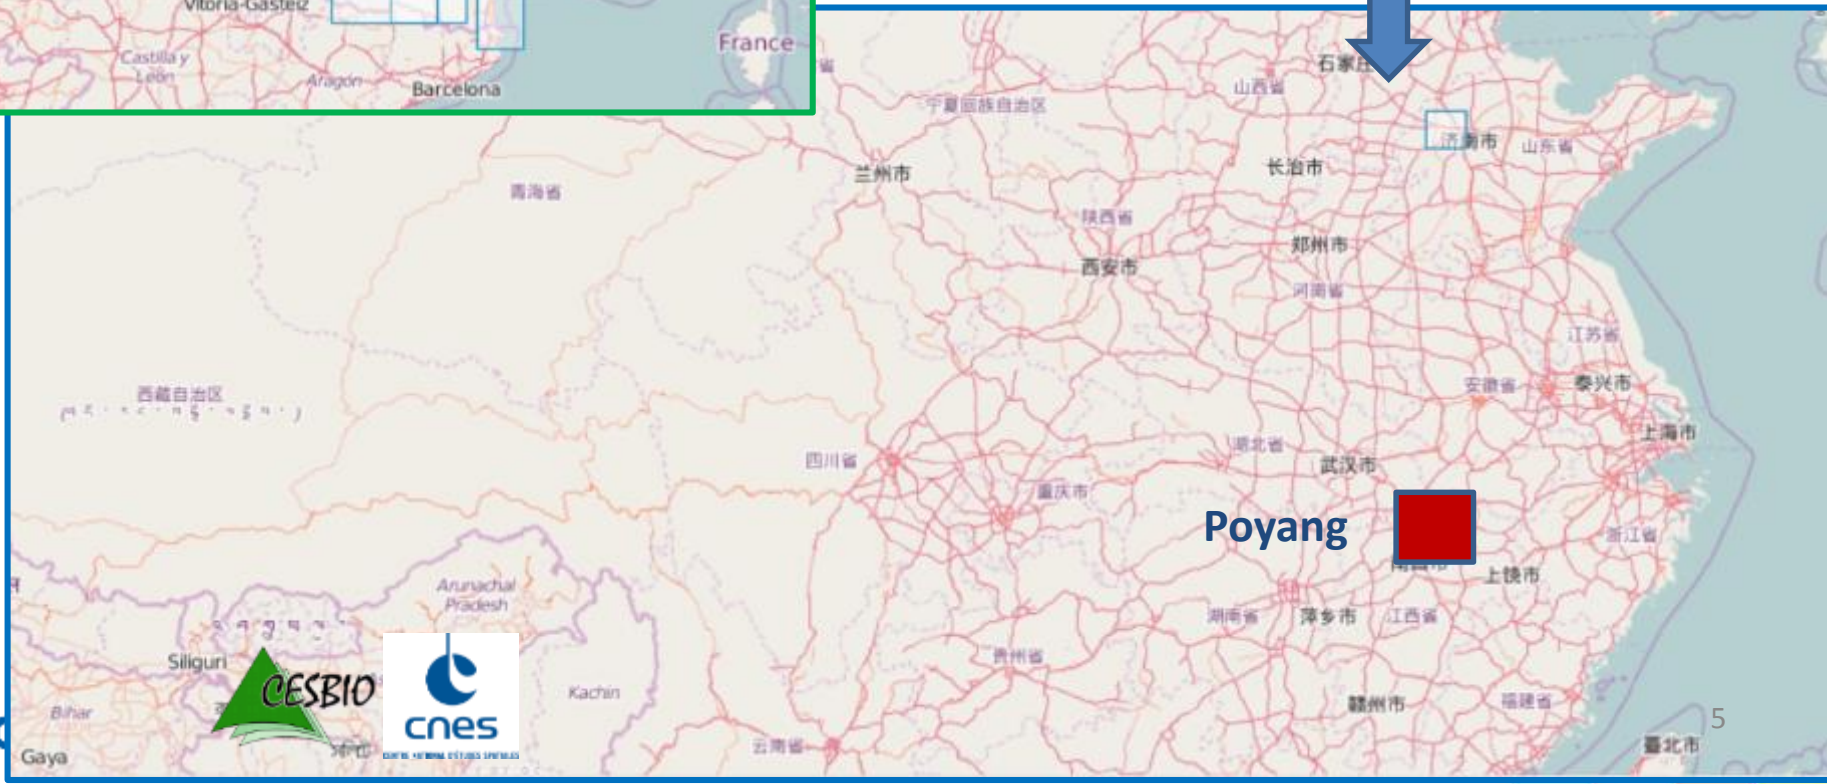 Vitoria-Gasteiz
Castilla y
León
Aragon
Barcelona
France
石家庄
山西省
宁夏回族自治区
济南市
山东省
兰州市
长治市
青海省
陕西省
郑州市
西安市
河南省
江苏省
西藏自治区
安徽省
泰兴市
上海市
湖北省
四川省
武汉市
重庆市
Poyang
浙江省
上饶市
Arunachal
Pradesh
湖南省
萍乡市
江西省
贵州省
Siliguri
CESBIO
cnes
CENTRE NATIONAL D'ÉTUDES SPATIALES
Kachin
Bihar
赣州市
福建省
5
云南省
臺北市
Gaya